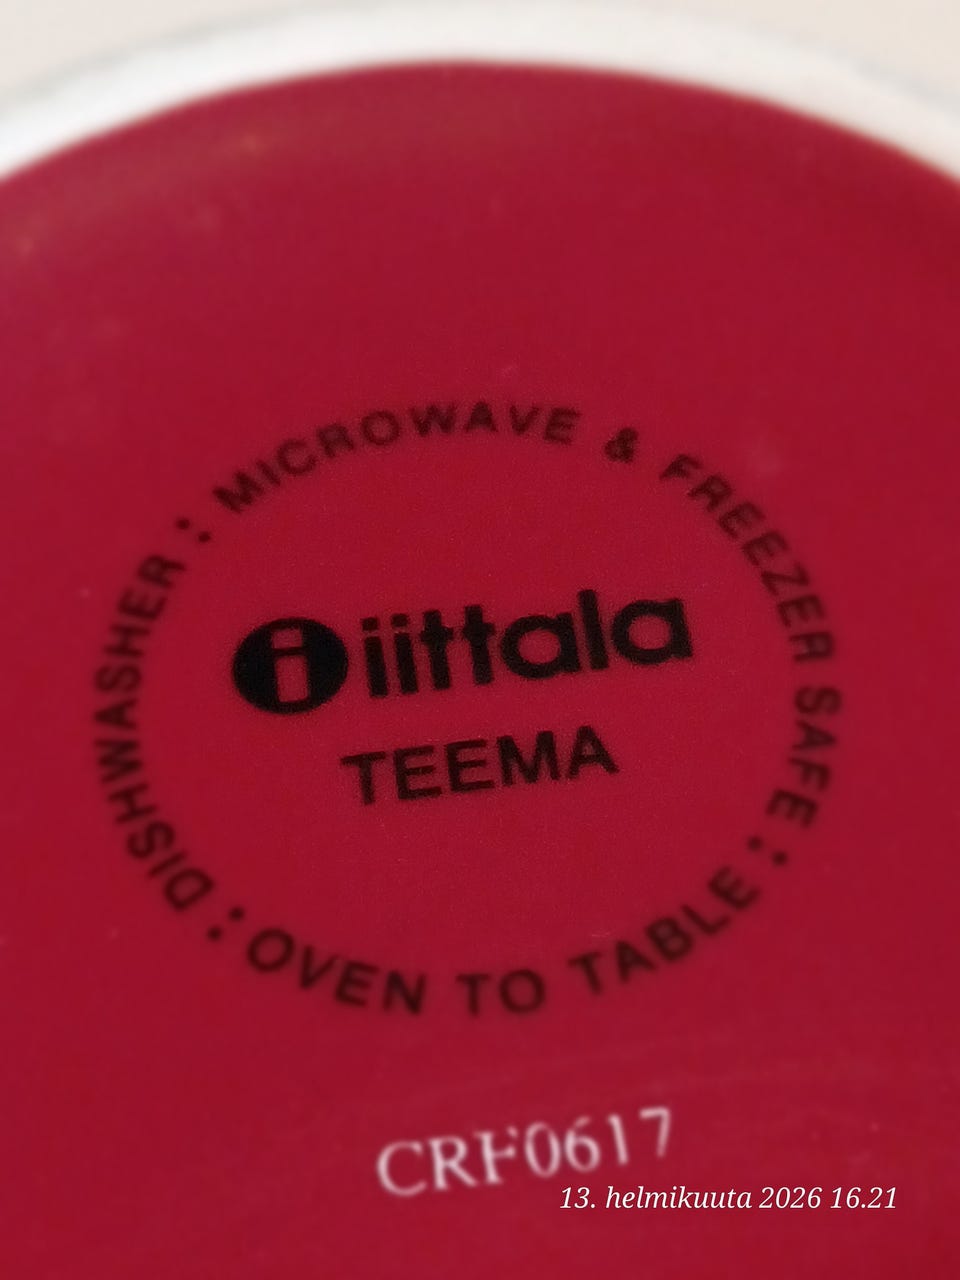 DISHWASHER : MICROWAVE & FREEZER SAFE : OVEN TO TABLE :
iittala
TEEMA
CRF0617
13. helmikuuta 2026 16.21